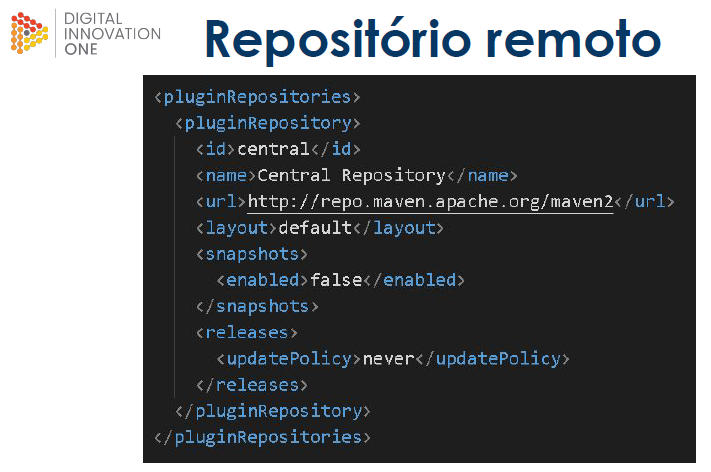 DIGITAL
INNOVATION
ONE
Repositório remoto
<pluginRepositories>
  <pluginRepository>
    <id>central</id>
    <name>Central Repository</name>
    <url>http://repo.maven.apache.org/maven2</url>
    <layout>default</layout>
    <snapshots>
      <enabled>false</enabled>
    </snapshots>
    <releases>
      <updatePolicy>never</updatePolicy>
    </releases>
  </pluginRepository>
</pluginRepositories>